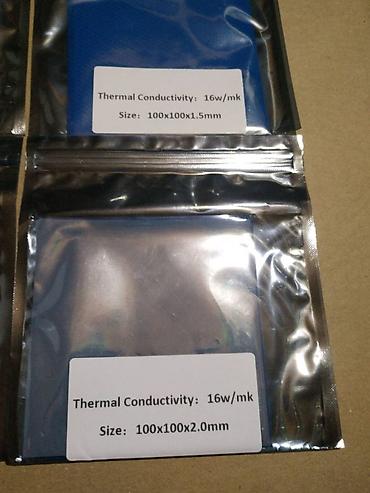 Thermal Conductivity：16w/mk
Size：100x100x1.5mm
Thermal Conductivity：16w/mk
Size：100x100x2.0mm